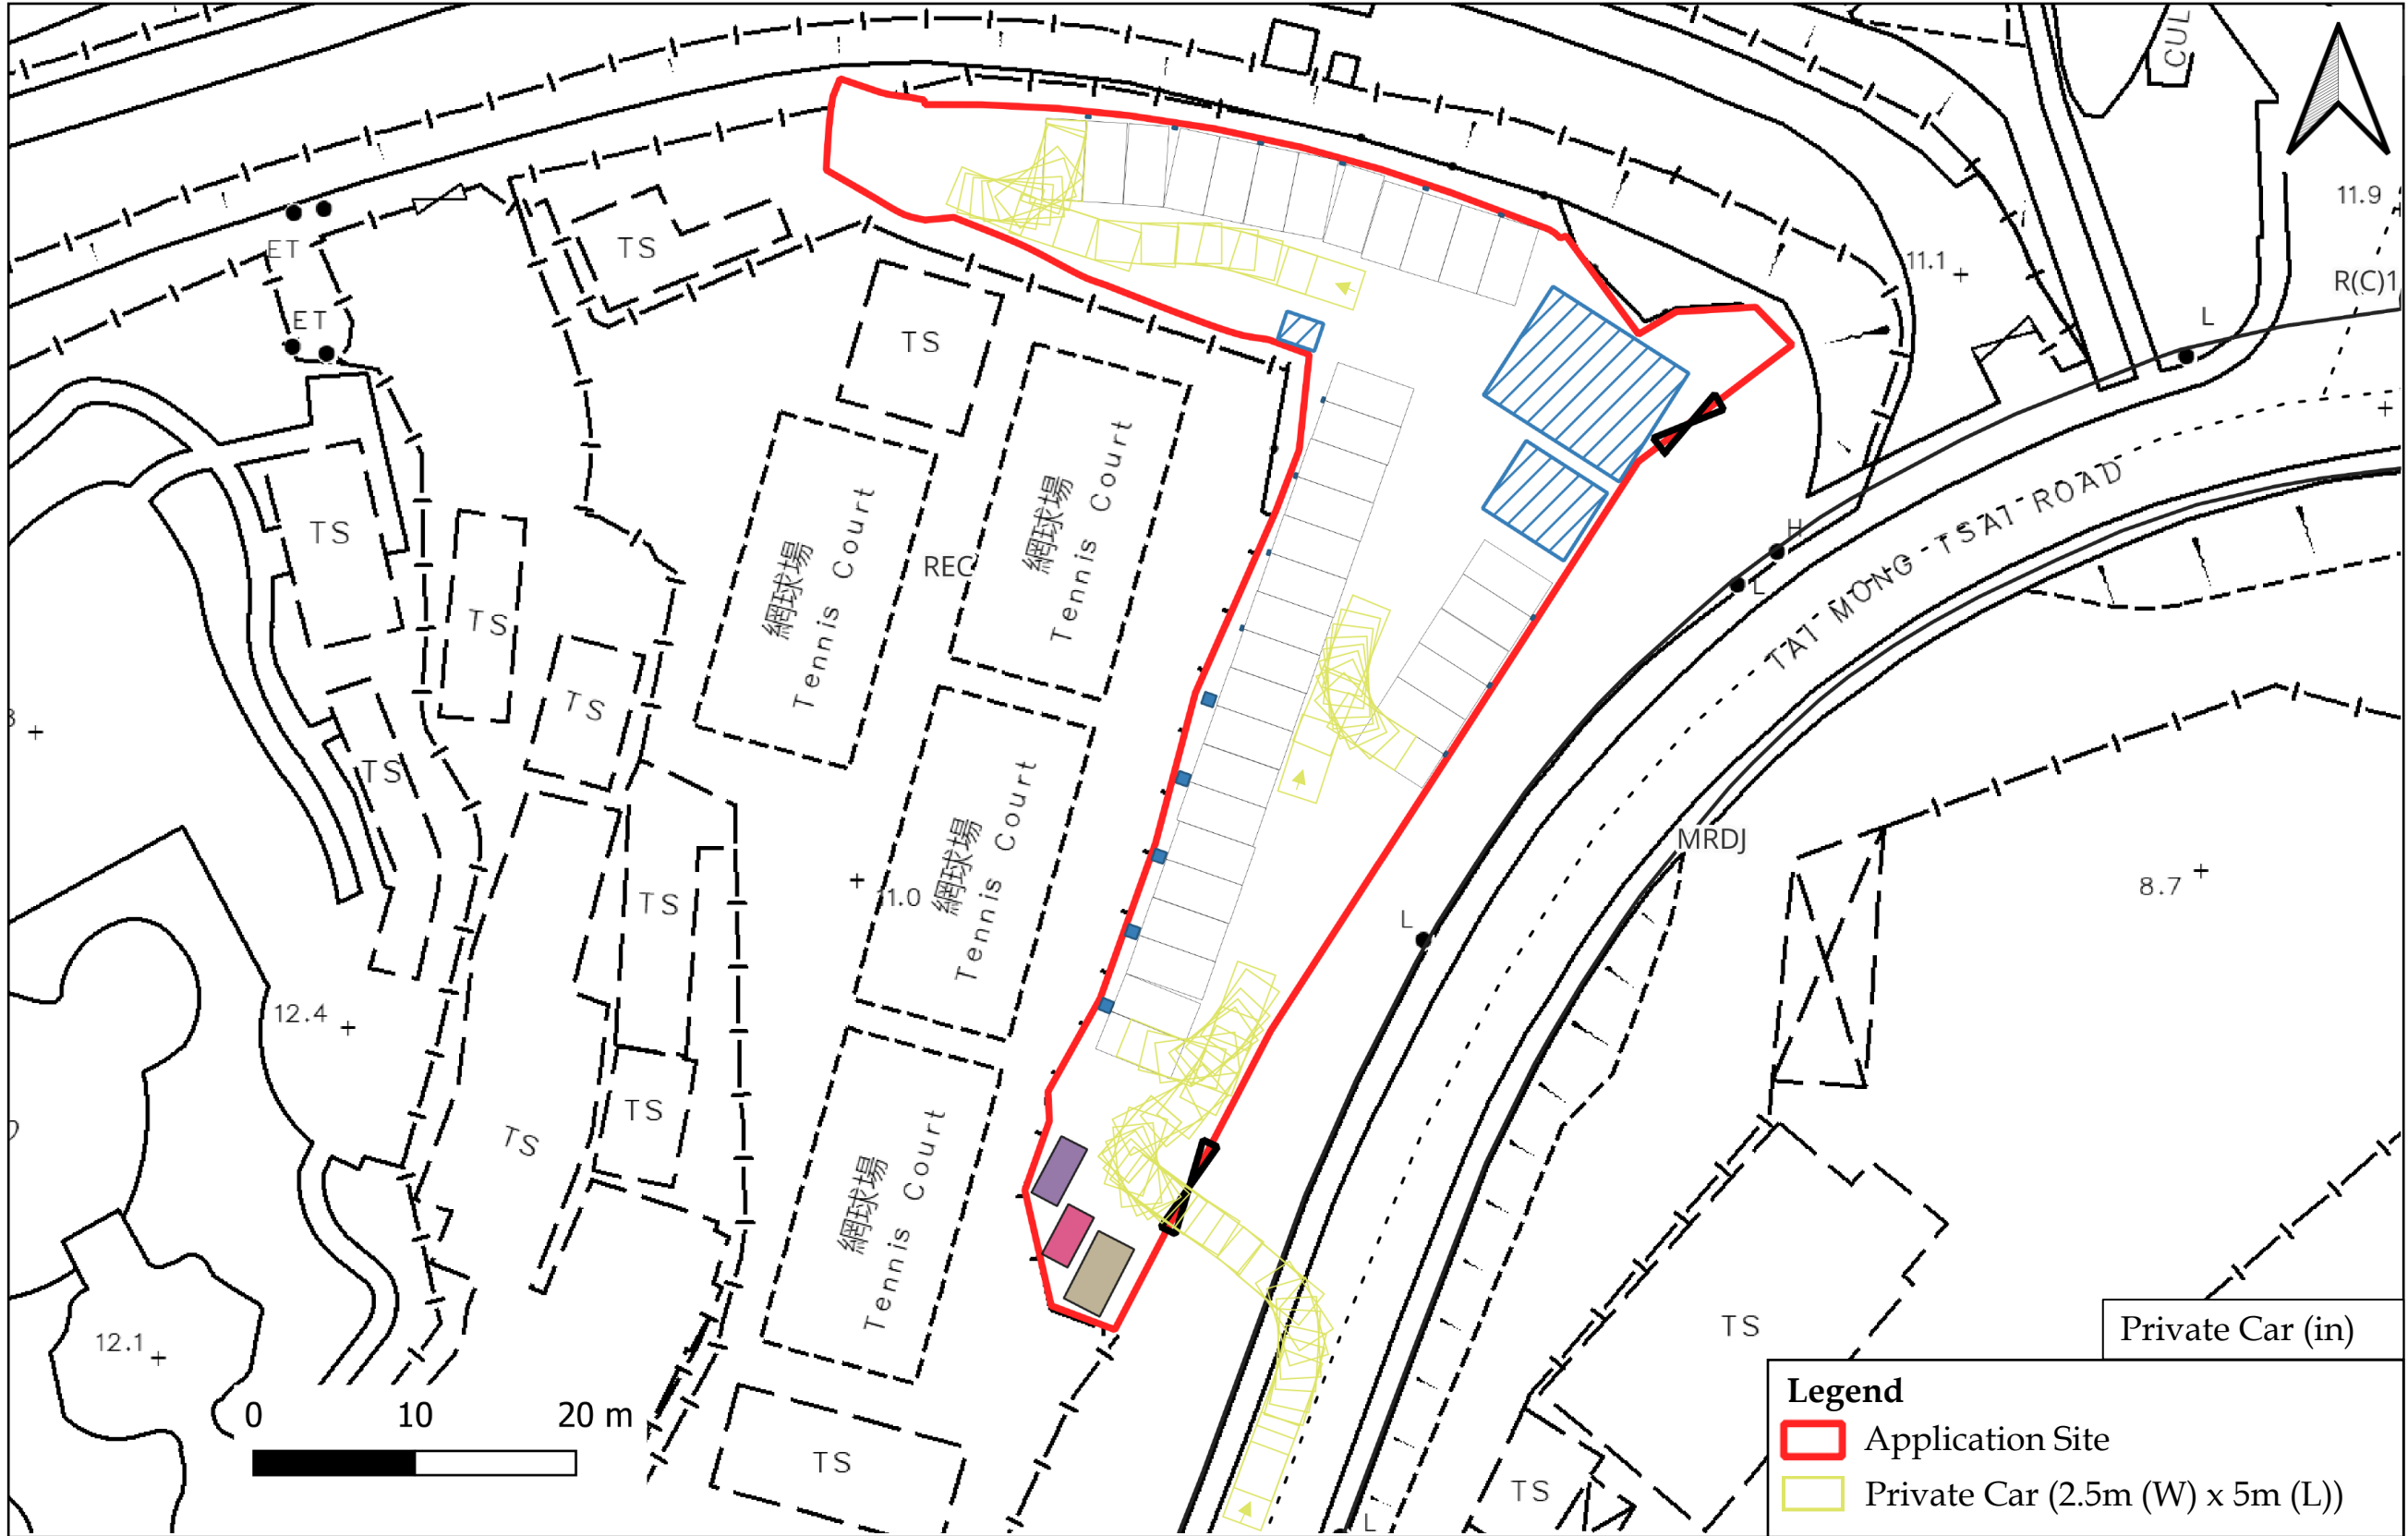 CUL
11.9
R(C)1
11.1
L
ET
TS
ET
TS
TS
TS
TS
TS
網球場
Tennis Court
REC
網球場
Tennis Court
H
L
TAI MONG TSAI ROAD
TS
3
TS
11.0
網球場
Tennis Court
L
MRDJ
8.7
12.4
TS
TS
網球場
Tennis Court
12.1
TS
TS
TS
L
0 10 20 m
Private Car (in)
Legend
Application Site
Private Car (2.5m (W) x 5m (L))